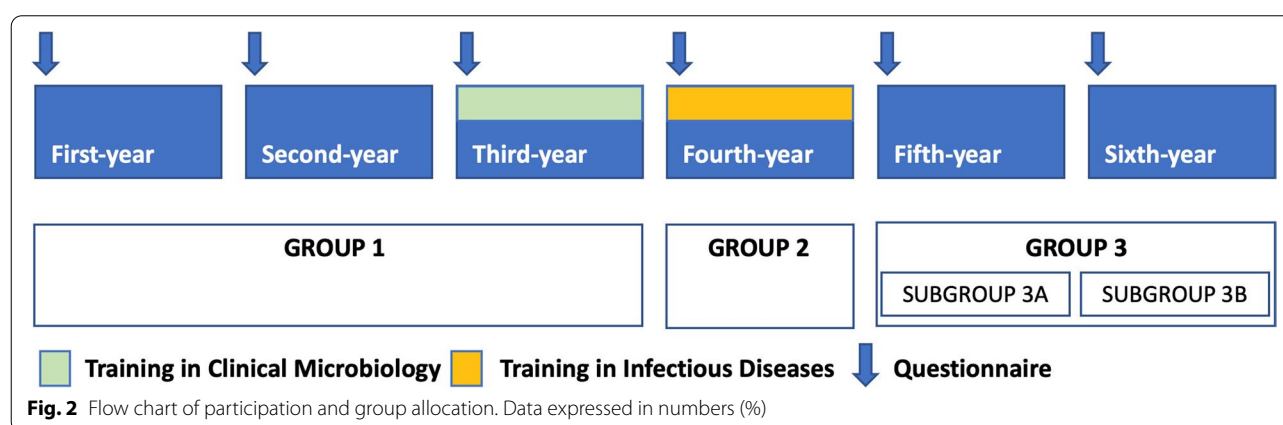 First-year Second-year Third-year Fourth-year Fifth-year Sixth-year
GROUP 1 GROUP 2 GROUP 3
SUBGROUP 3A SUBGROUP 3B
Training in Clinical Microbiology Training in Infectious Diseases Questionnaire
Fig. 2 Flow chart of participation and group allocation. Data expressed in numbers (%)